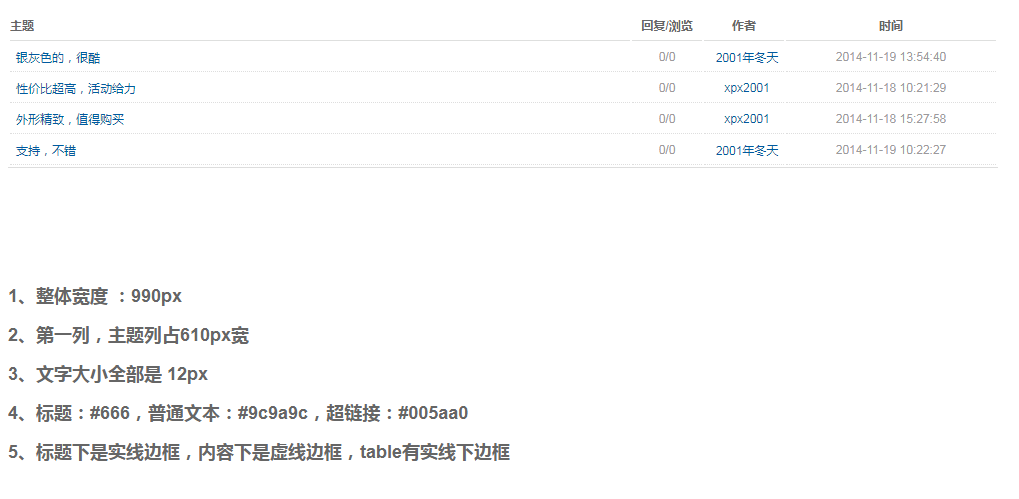 主题 回复/浏览 作者 时间
银灰色的，很酷 0/0 2001年冬天 2014-11-19 13:54:40
性价比超高，活动给力 0/0 xpx2001 2014-11-18 10:21:29
外形精致，值得购买 0/0 xpx2001 2014-11-18 15:27:58
支持，不错 0/0 2001年冬天 2014-11-19 10:22:27
1、整体宽度 ：990px
2、第一列，主题列占610px宽
3、文字大小全部是 12px
4、标题：#666，普通文本：#9c9a9c，超链接：#005aa0
5、标题下是实线边框，内容下是虚线边框，table有实线下边框